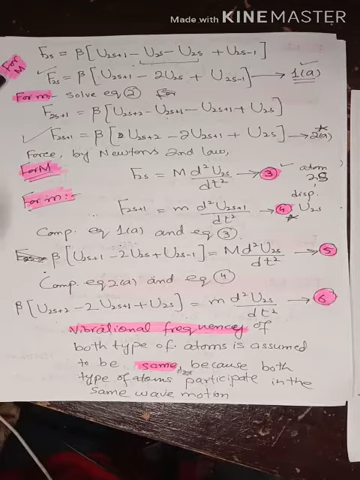 Made with KINEMASTER
F2S = β[U2S+1 - U2S - U2S + U2S-1]
For M
F2S = β[U2S+1 - 2U2S + U2S-1] → 1(a)
For m - solve eq ②
F2S+1 = β[U2S+2 - U2S+1 - U2S+1 + U2S]
F2S+1 = β[U2S+2 - 2U2S+1 + U2S] → 2(a)
Force, by Newtons 2nd law,
For M
F2S = M d²U2S/dt² → ③
atom 2S
For m:
disp. U2S
F2S+1 = m d²U2S+1/dt² → ④
Comp. eq 1(a) and eq ③
β[U2S+1 - 2U2S + U2S-1] = M d²U2S/dt² → ⑤
Comp eq 2(a) and eq ④
β[U2S+2 - 2U2S+1 + U2S] = m d²U2S/dt² → ⑥
Vibrational frequency of
both type of atoms is assumed
to be same, because both
type of atoms participate in the
same wave motion